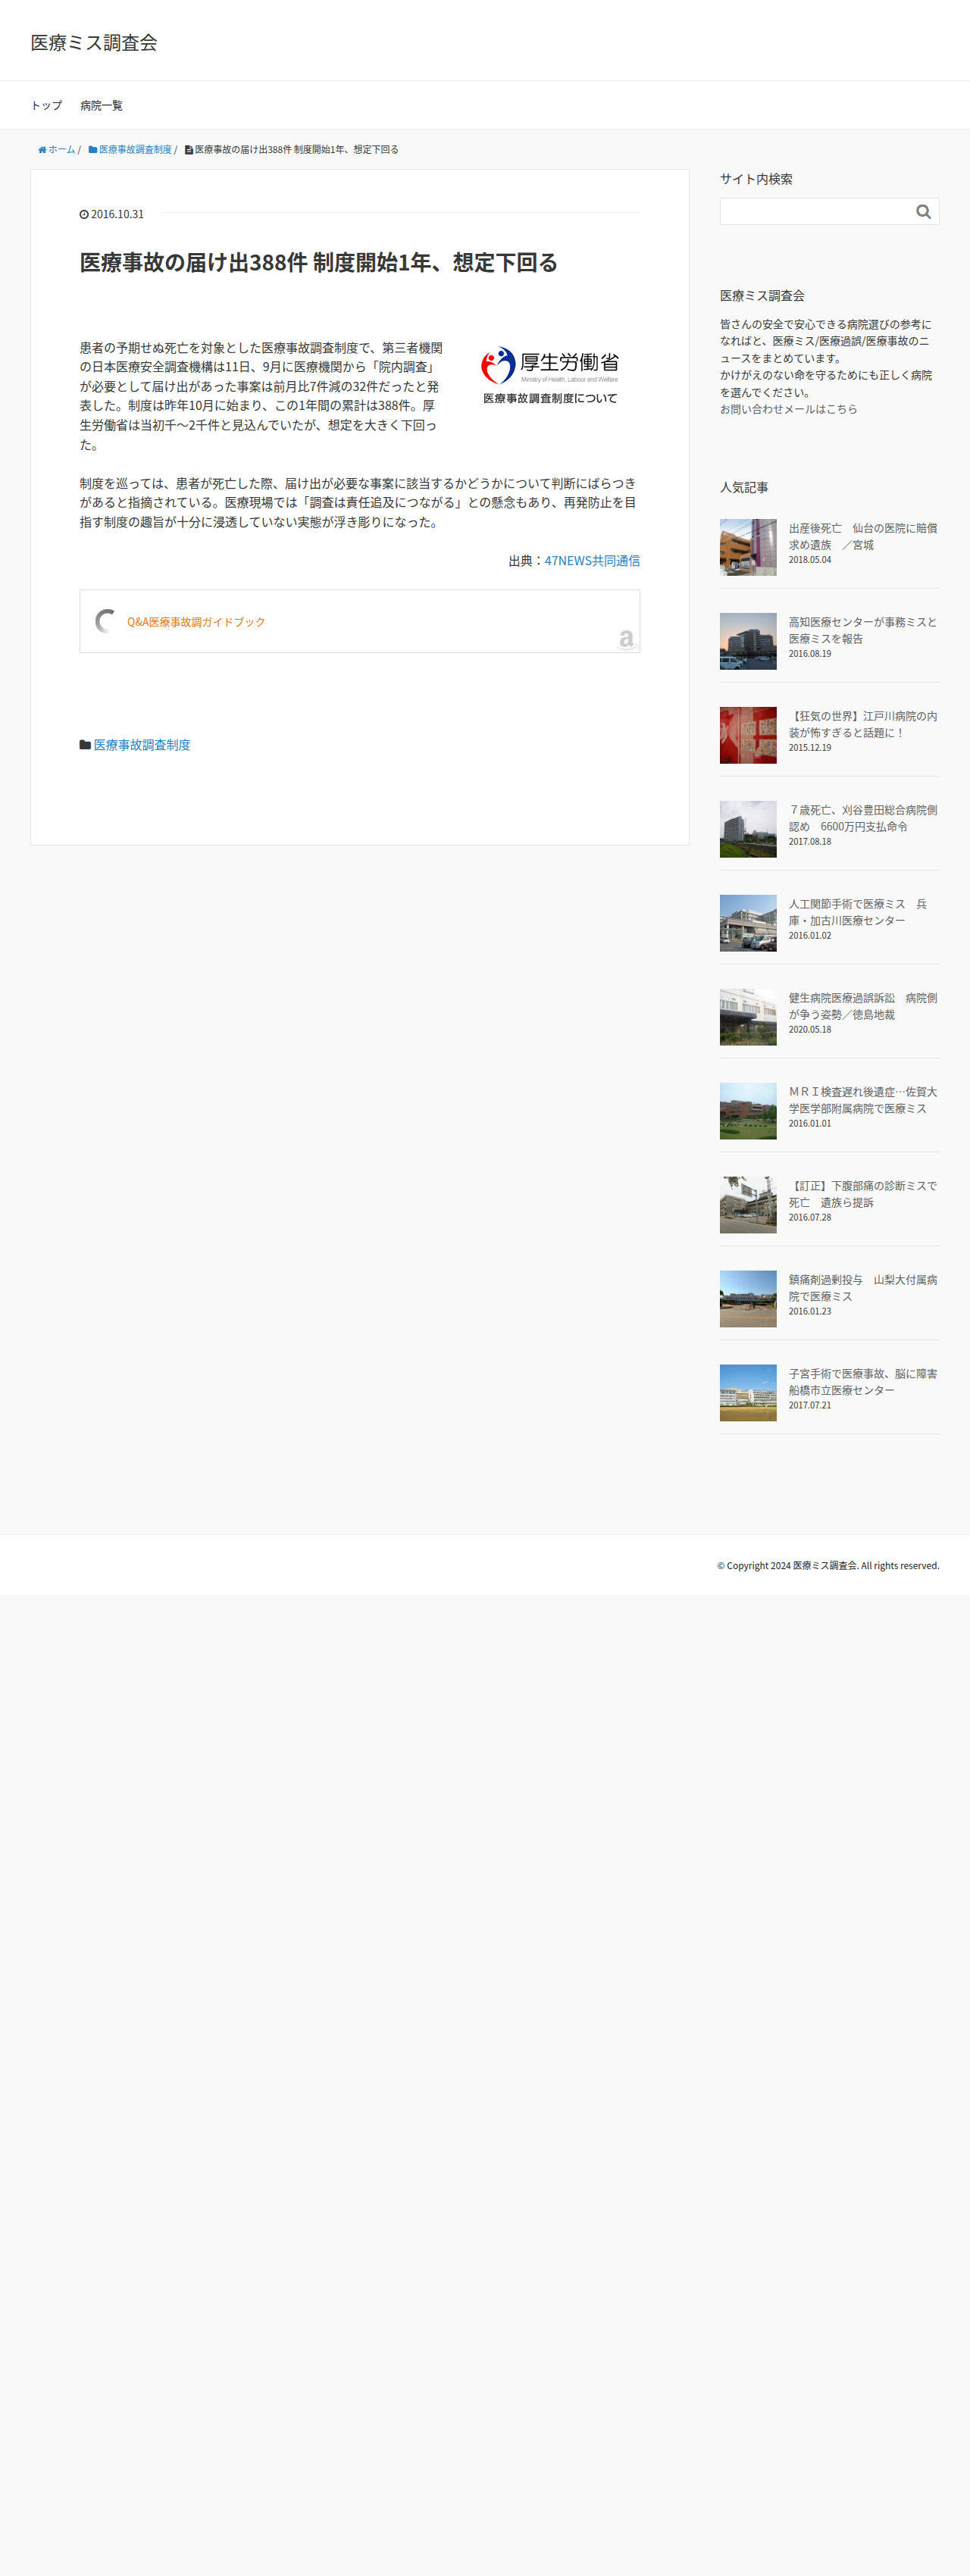 医療ミス調査会
トップ 病院一覧
ホーム / 医療事故調査制度 / 医療事故の届け出388件 制度開始1年、想定下回る
2016.10.31
医療事故の届け出388件 制度開始1年、想定下回る
患者の予期せぬ死亡を対象とした医療事故調査制度で、第三者機関
の日本医療安全調査機構は11日、9月に医療機関から「院内調査」
が必要として届け出があった事案は前月比7件減の32件だったと発
表した。制度は昨年10月に始まり、この1年間の累計は388件。厚
生労働省は当初千〜2千件と見込んでいたが、想定を大きく下回っ
た。
厚生労働省
Ministry of Health, Labour and Welfare
医療事故調査制度について
制度を巡っては、患者が死亡した際、届け出が必要な事案に該当するかどうかについて判断にばらつき
があると指摘されている。医療現場では「調査は責任追及につながる」との懸念もあり、再発防止を目
指す制度の趣旨が十分に浸透していない実態が浮き彫りになった。
出典：47NEWS共同通信
Q&A医療事故調ガイドブック
a
医療事故調査制度
サイト内検索
医療ミス調査会
皆さんの安全で安心できる病院選びの参考に
なればと、医療ミス/医療過誤/医療事故のニ
ュースをまとめています。
かけがえのない命を守るためにも正しく病院
を選んでください。
お問い合わせメールはこちら
人気記事
出産後死亡　仙台の医院に賠償
求め遺族　／宮城
2018.05.04
高知医療センターが事務ミスと
医療ミスを報告
2016.08.19
【狂気の世界】江戸川病院の内
装が怖すぎると話題に！
2015.12.19
７歳死亡、刈谷豊田総合病院側
認め　6600万円支払命令
2017.08.18
人工関節手術で医療ミス　兵
庫・加古川医療センター
2016.01.02
健生病院医療過誤訴訟　病院側
が争う姿勢／徳島地裁
2020.05.18
ＭＲＩ検査遅れ後遺症…佐賀大
学医学部附属病院で医療ミス
2016.01.01
【訂正】下腹部痛の診断ミスで
死亡　遺族ら提訴
2016.07.28
鎮痛剤過剰投与　山梨大付属病
院で医療ミス
2016.01.23
子宮手術で医療事故、脳に障害
船橋市立医療センター
2017.07.21
© Copyright 2024 医療ミス調査会. All rights reserved.